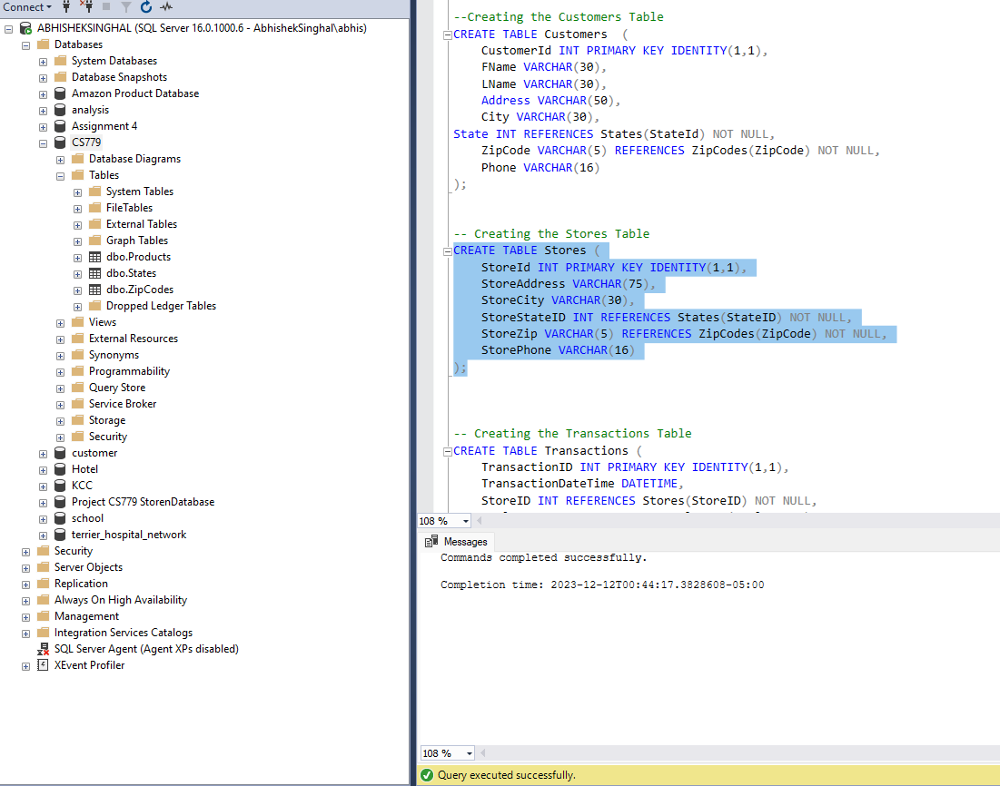 Connect
ABHISHEKSINGHAL (SQL Server 16.0.1000.6 - AbhishekSinghal\abhis)
Databases
System Databases
Database Snapshots
Amazon Product Database
analysis
Assignment 4
CS779
Database Diagrams
Tables
System Tables
FileTables
External Tables
Graph Tables
dbo.Products
dbo.States
dbo.ZipCodes
Dropped Ledger Tables
Views
External Resources
Synonyms
Programmability
Query Store
Service Broker
Storage
Security
customer
Hotel
KCC
Project CS779 StorenDatabase
school
terrier_hospital_network
Security
Server Objects
Replication
Always On High Availability
Management
Integration Services Catalogs
SQL Server Agent (Agent XPs disabled)
XEvent Profiler
--Creating the Customers Table
CREATE TABLE Customers  (
CustomerId INT PRIMARY KEY IDENTITY(1,1),
FName VARCHAR(30),
LName VARCHAR(30),
Address VARCHAR(50),
City VARCHAR(30),
State INT REFERENCES States(StateId) NOT NULL,
ZipCode VARCHAR(5) REFERENCES ZipCodes(ZipCode) NOT NULL,
Phone VARCHAR(16)
);
-- Creating the Stores Table
CREATE TABLE Stores (
StoreId INT PRIMARY KEY IDENTITY(1,1),
StoreAddress VARCHAR(75),
StoreCity VARCHAR(30),
StoreStateID INT REFERENCES States(StateID) NOT NULL,
StoreZip VARCHAR(5) REFERENCES ZipCodes(ZipCode) NOT NULL,
StorePhone VARCHAR(16)
);
-- Creating the Transactions Table
CREATE TABLE Transactions (
TransactionID INT PRIMARY KEY IDENTITY(1,1),
TransactionDateTime DATETIME,
StoreID INT REFERENCES Stores(StoreID) NOT NULL,
108 %
Messages
Commands completed successfully.
Completion time: 2023-12-12T00:44:17.3828608-05:00
108 %
Query executed successfully.